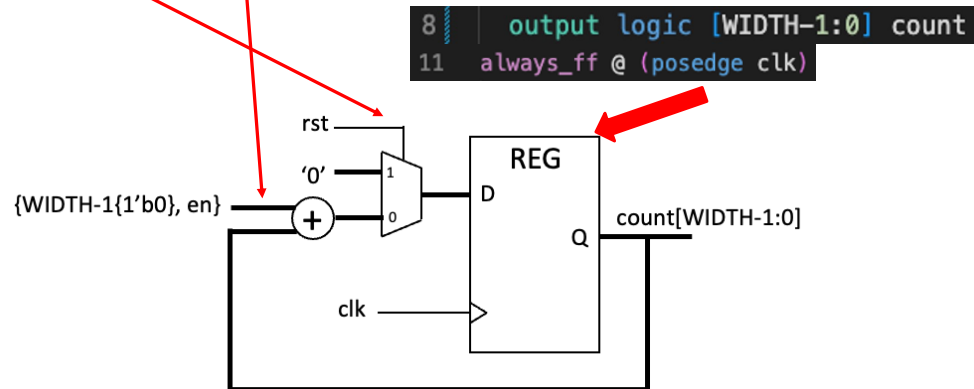 8 output logic [WIDTH-1:0] count
11 always_ff @ (posedge clk)
rst
REG
'0'
1
D
{WIDTH-1{1'b0}, en}
+
0
count[WIDTH-1:0]
Q
clk